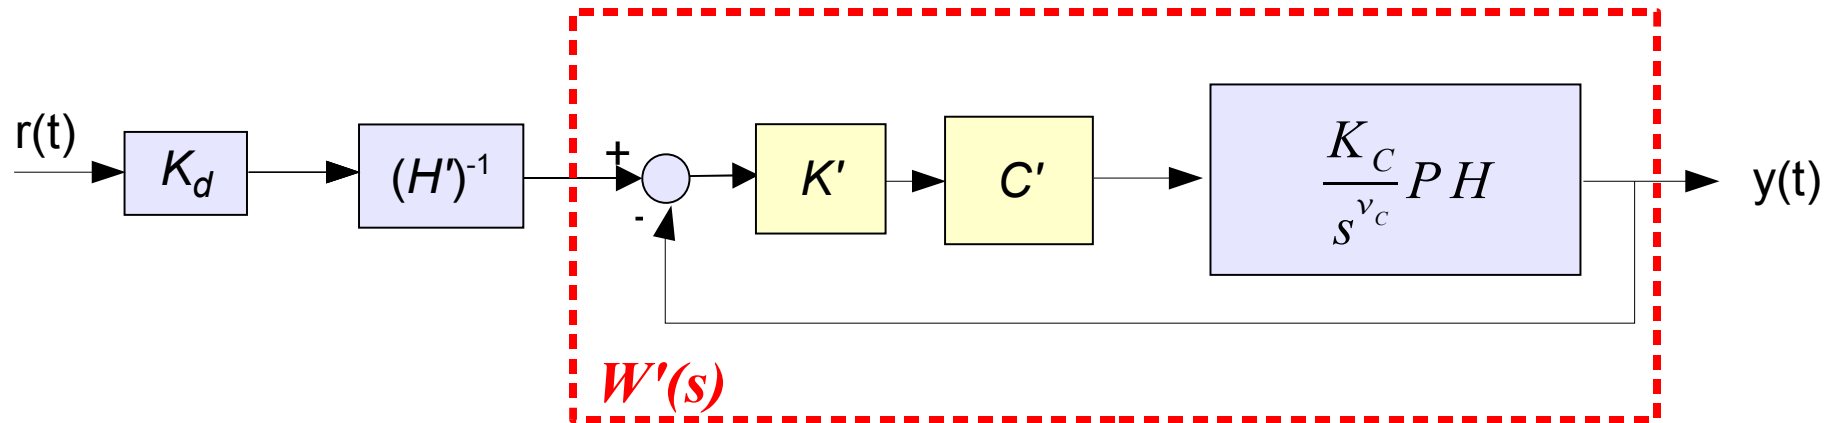 r(t)
K_d
(H')^-1
+
-
K'
C'
K_C
s^ν_C
P H
y(t)
W'(s)